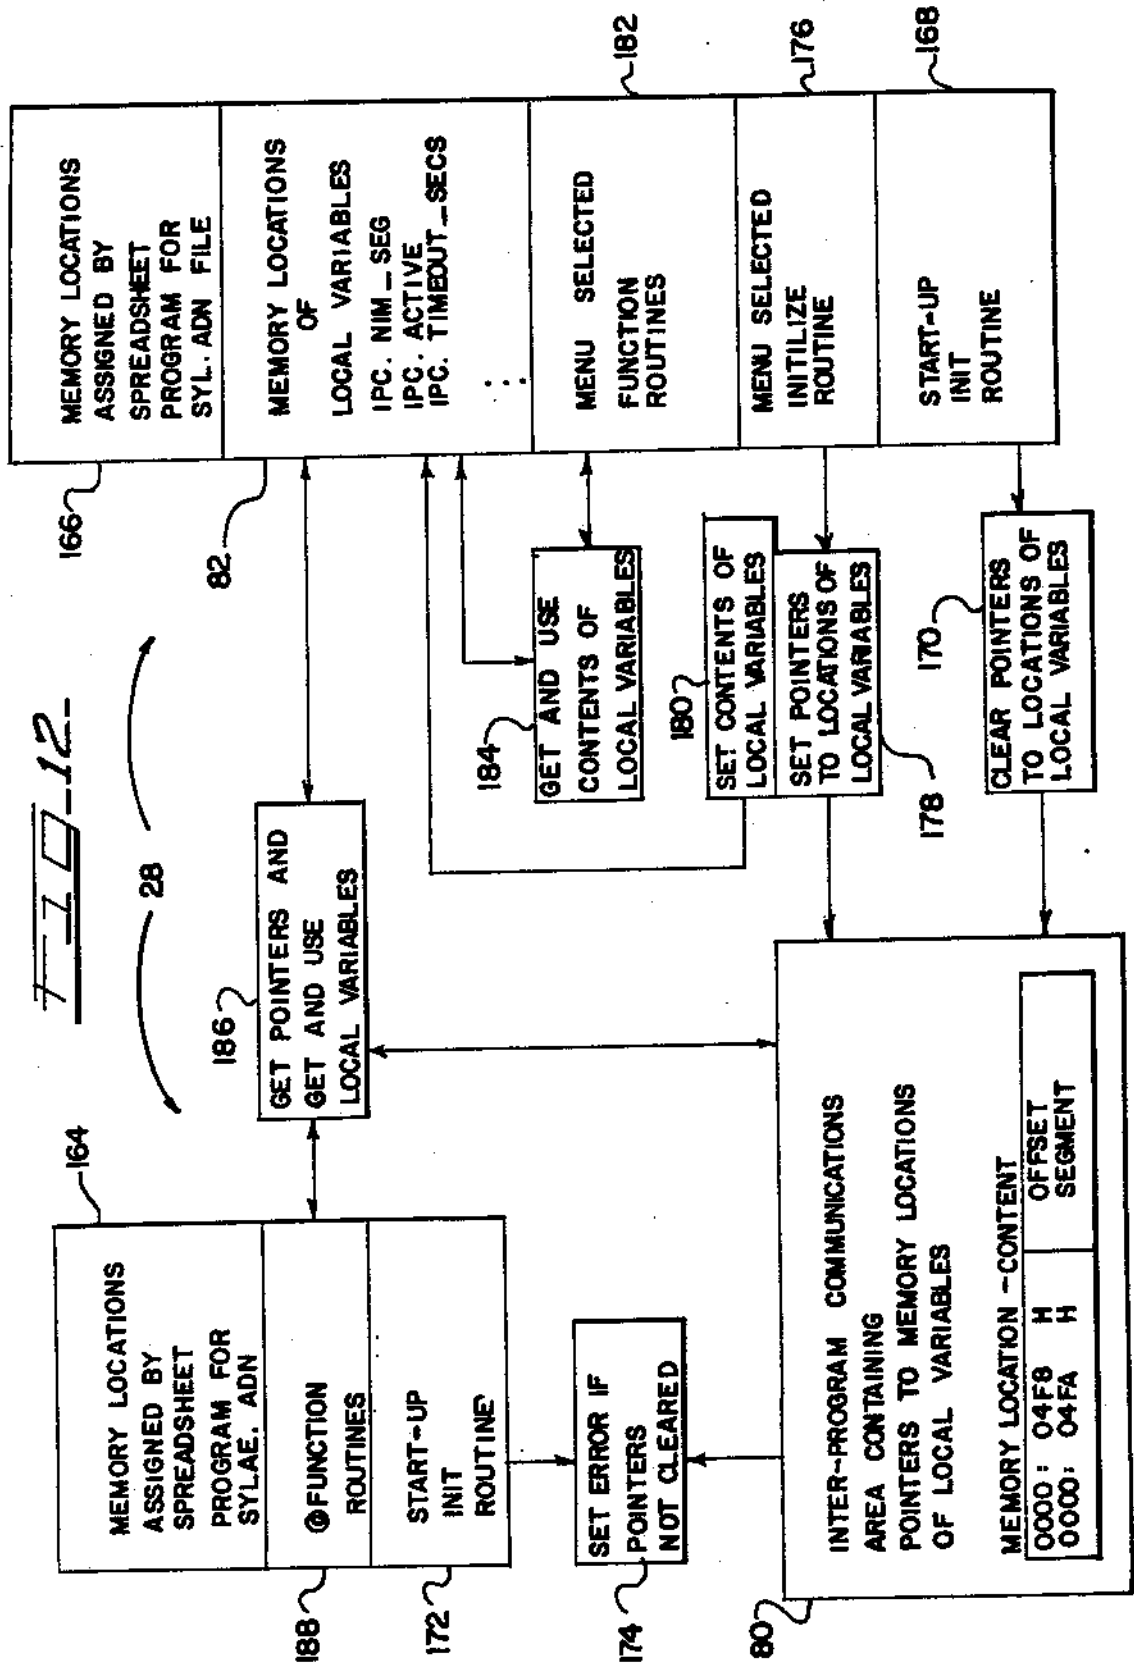 FIG-12-
28
164
MEMORY LOCATIONS
ASSIGNED BY
SPREADSHEET
PROGRAM FOR
SYLAE. ADN
188
@FUNCTION
ROUTINES
172
START-UP
INIT
ROUTINE
186
GET POINTERS AND
GET AND USE
LOCAL VARIABLES
166
MEMORY LOCATIONS
ASSIGNED BY
SPREADSHEET
PROGRAM FOR
SYL. ADN FILE
82
MEMORY LOCATIONS
OF
LOCAL VARIABLES
IPC. NIM_SEG
IPC. ACTIVE
IPC. TIMEOUT_SECS
...
MENU SELECTED
FUNCTION
ROUTINES
182
MENU SELECTED
INITILIZE
ROUTINE
176
START-UP
INIT
ROUTINE
168
184
GET AND USE
CONTENTS OF
LOCAL VARIABLES
180
SET CONTENTS OF
LOCAL VARIABLES
SET POINTERS
TO LOCATIONS OF
LOCAL VARIABLES
178
170
CLEAR POINTERS
TO LOCATIONS OF
LOCAL VARIABLES
174
SET ERROR IF
POINTERS
NOT CLEARED
80
INTER-PROGRAM COMMUNICATIONS
AREA CONTAINING
POINTERS TO MEMORY LOCATIONS
OF LOCAL VARIABLES
MEMORY LOCATION -CONTENT
0000: 04F8 H OFFSET
0000: 04FA H SEGMENT